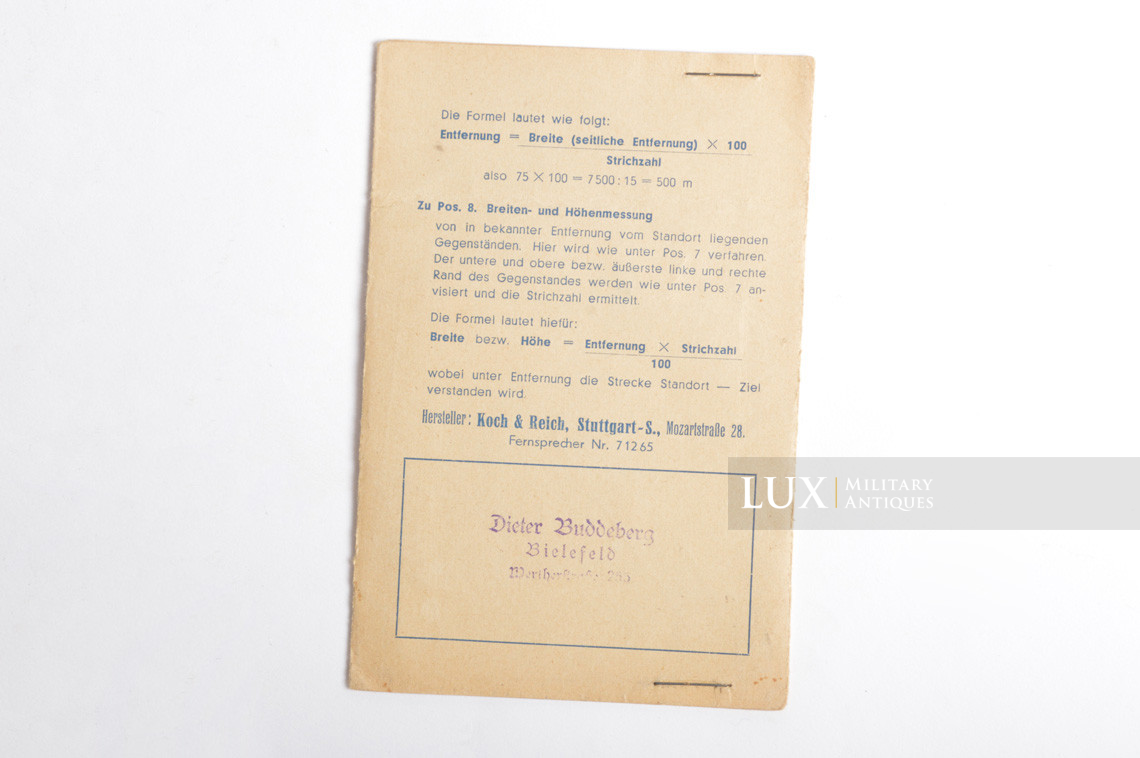 Die Formel lautet wie folgt:
Entfernung = Breite (seitliche Entfernung) × 100
Strichzahl
also 75 × 100 = 7500 : 15 = 500 m
Zu Pos. 8. Breiten- und Höhenmessung
von in bekannter Entfernung vom Standort liegenden
Gegenständen. Hier wird wie unter Pos. 7 verfahren.
Der untere und obere bezw. äußerste linke und rechte
Rand des Gegenstandes werden wie unter Pos. 7 an-
visiert und die Strichzahl ermittelt.
Die Formel lautet hiefür:
Breite bezw. Höhe = Entfernung × Strichzahl
100
wobei unter Entfernung die Strecke Standort — Ziel
verstanden wird.
Hersteller: Koch & Reich, Stuttgart-S., Mozartstraße 28.
Fernsprecher Nr. 71265
Dieter Buddeberg
Bielefeld
LUX MILITARY
ANTIQUES